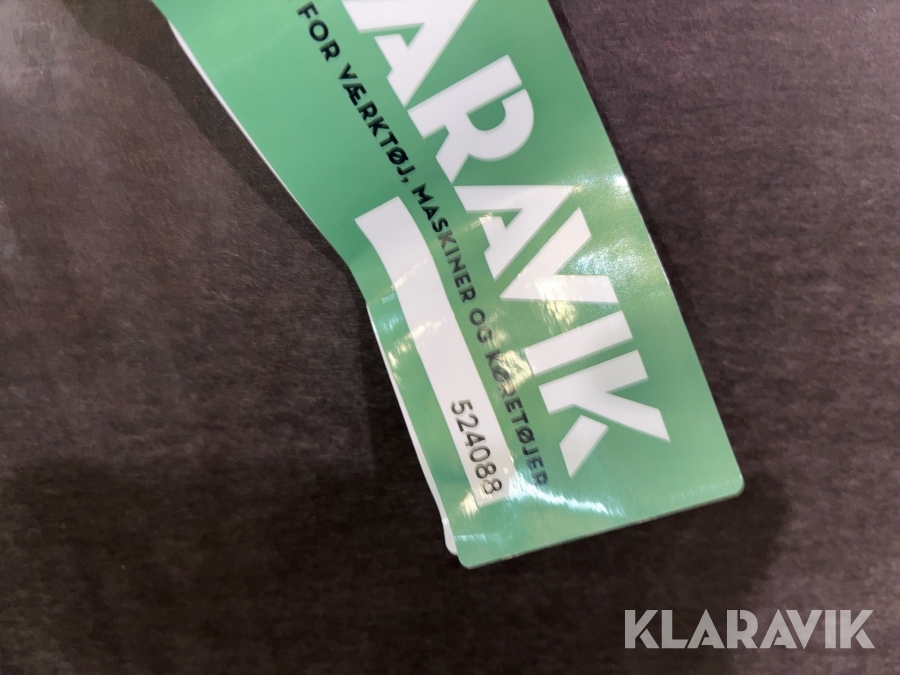 ARAVIK
FOR VÆRKTØJ, MASKINER OG KØRETØJER
524088
KLARAVIK